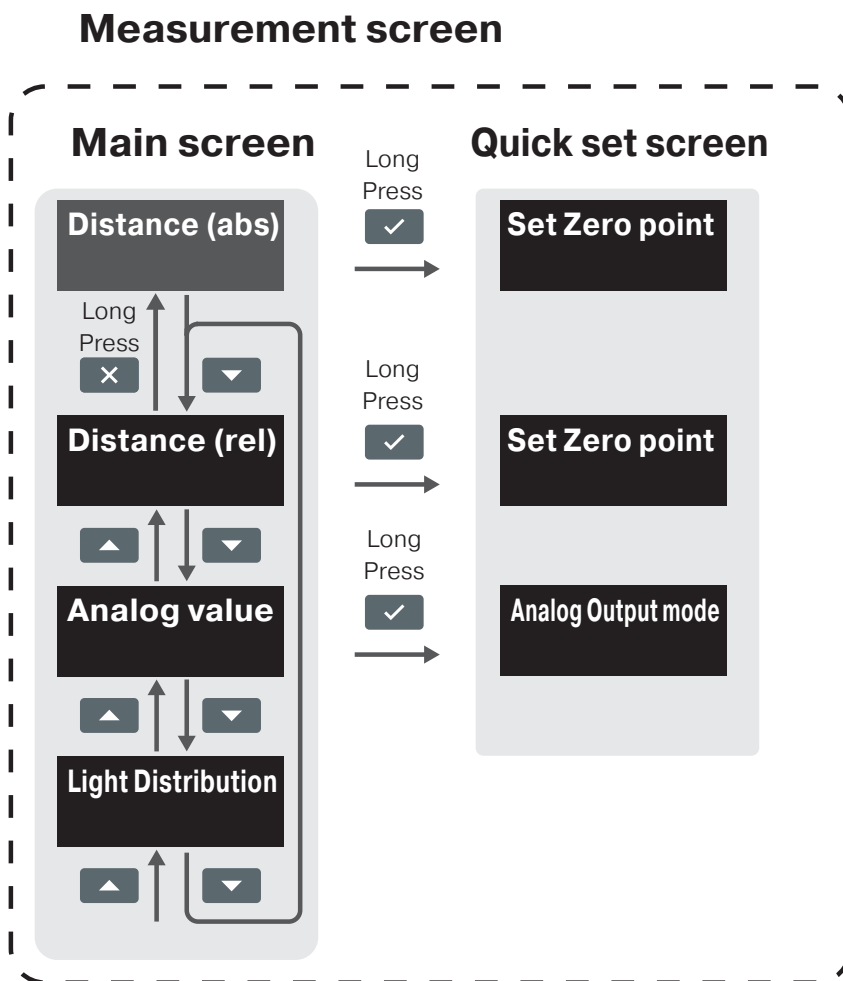 Measurement screen
Main screen
Quick set screen
Long
Press
Distance (abs)
Set Zero point
Long
Press
Long
Press
Distance (rel)
Set Zero point
Long
Press
Analog value
Analog Output mode
Light Distribution